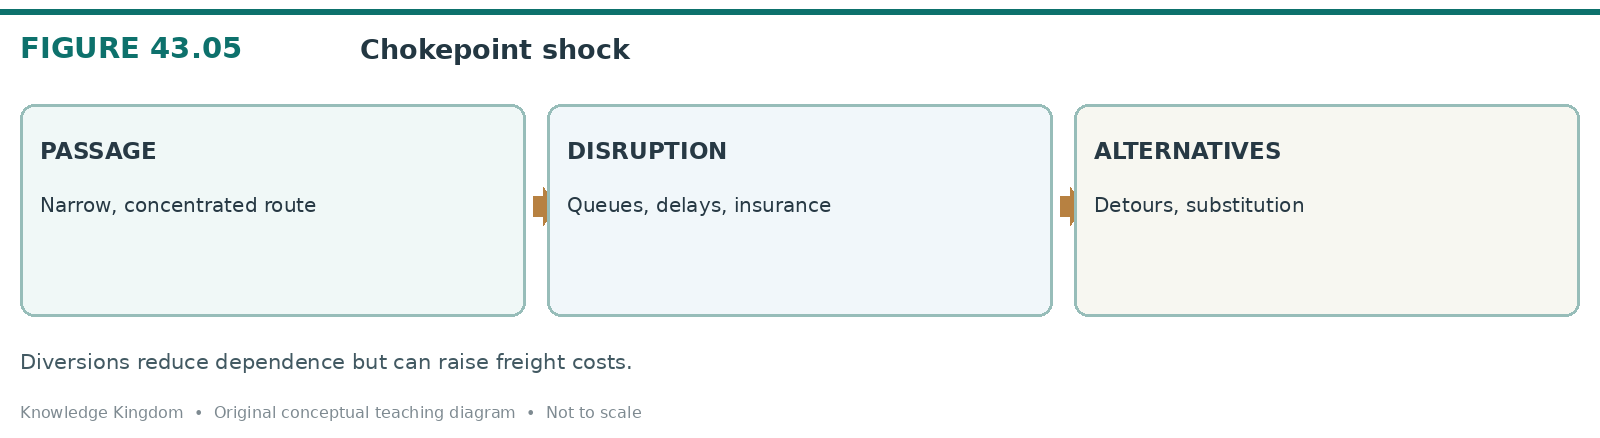 FIGURE 43.05 Chokepoint shock
PASSAGE
Narrow, concentrated route
DISRUPTION
Queues, delays, insurance
ALTERNATIVES
Detours, substitution
Diversions reduce dependence but can raise freight costs.
Knowledge Kingdom • Original conceptual teaching diagram • Not to scale